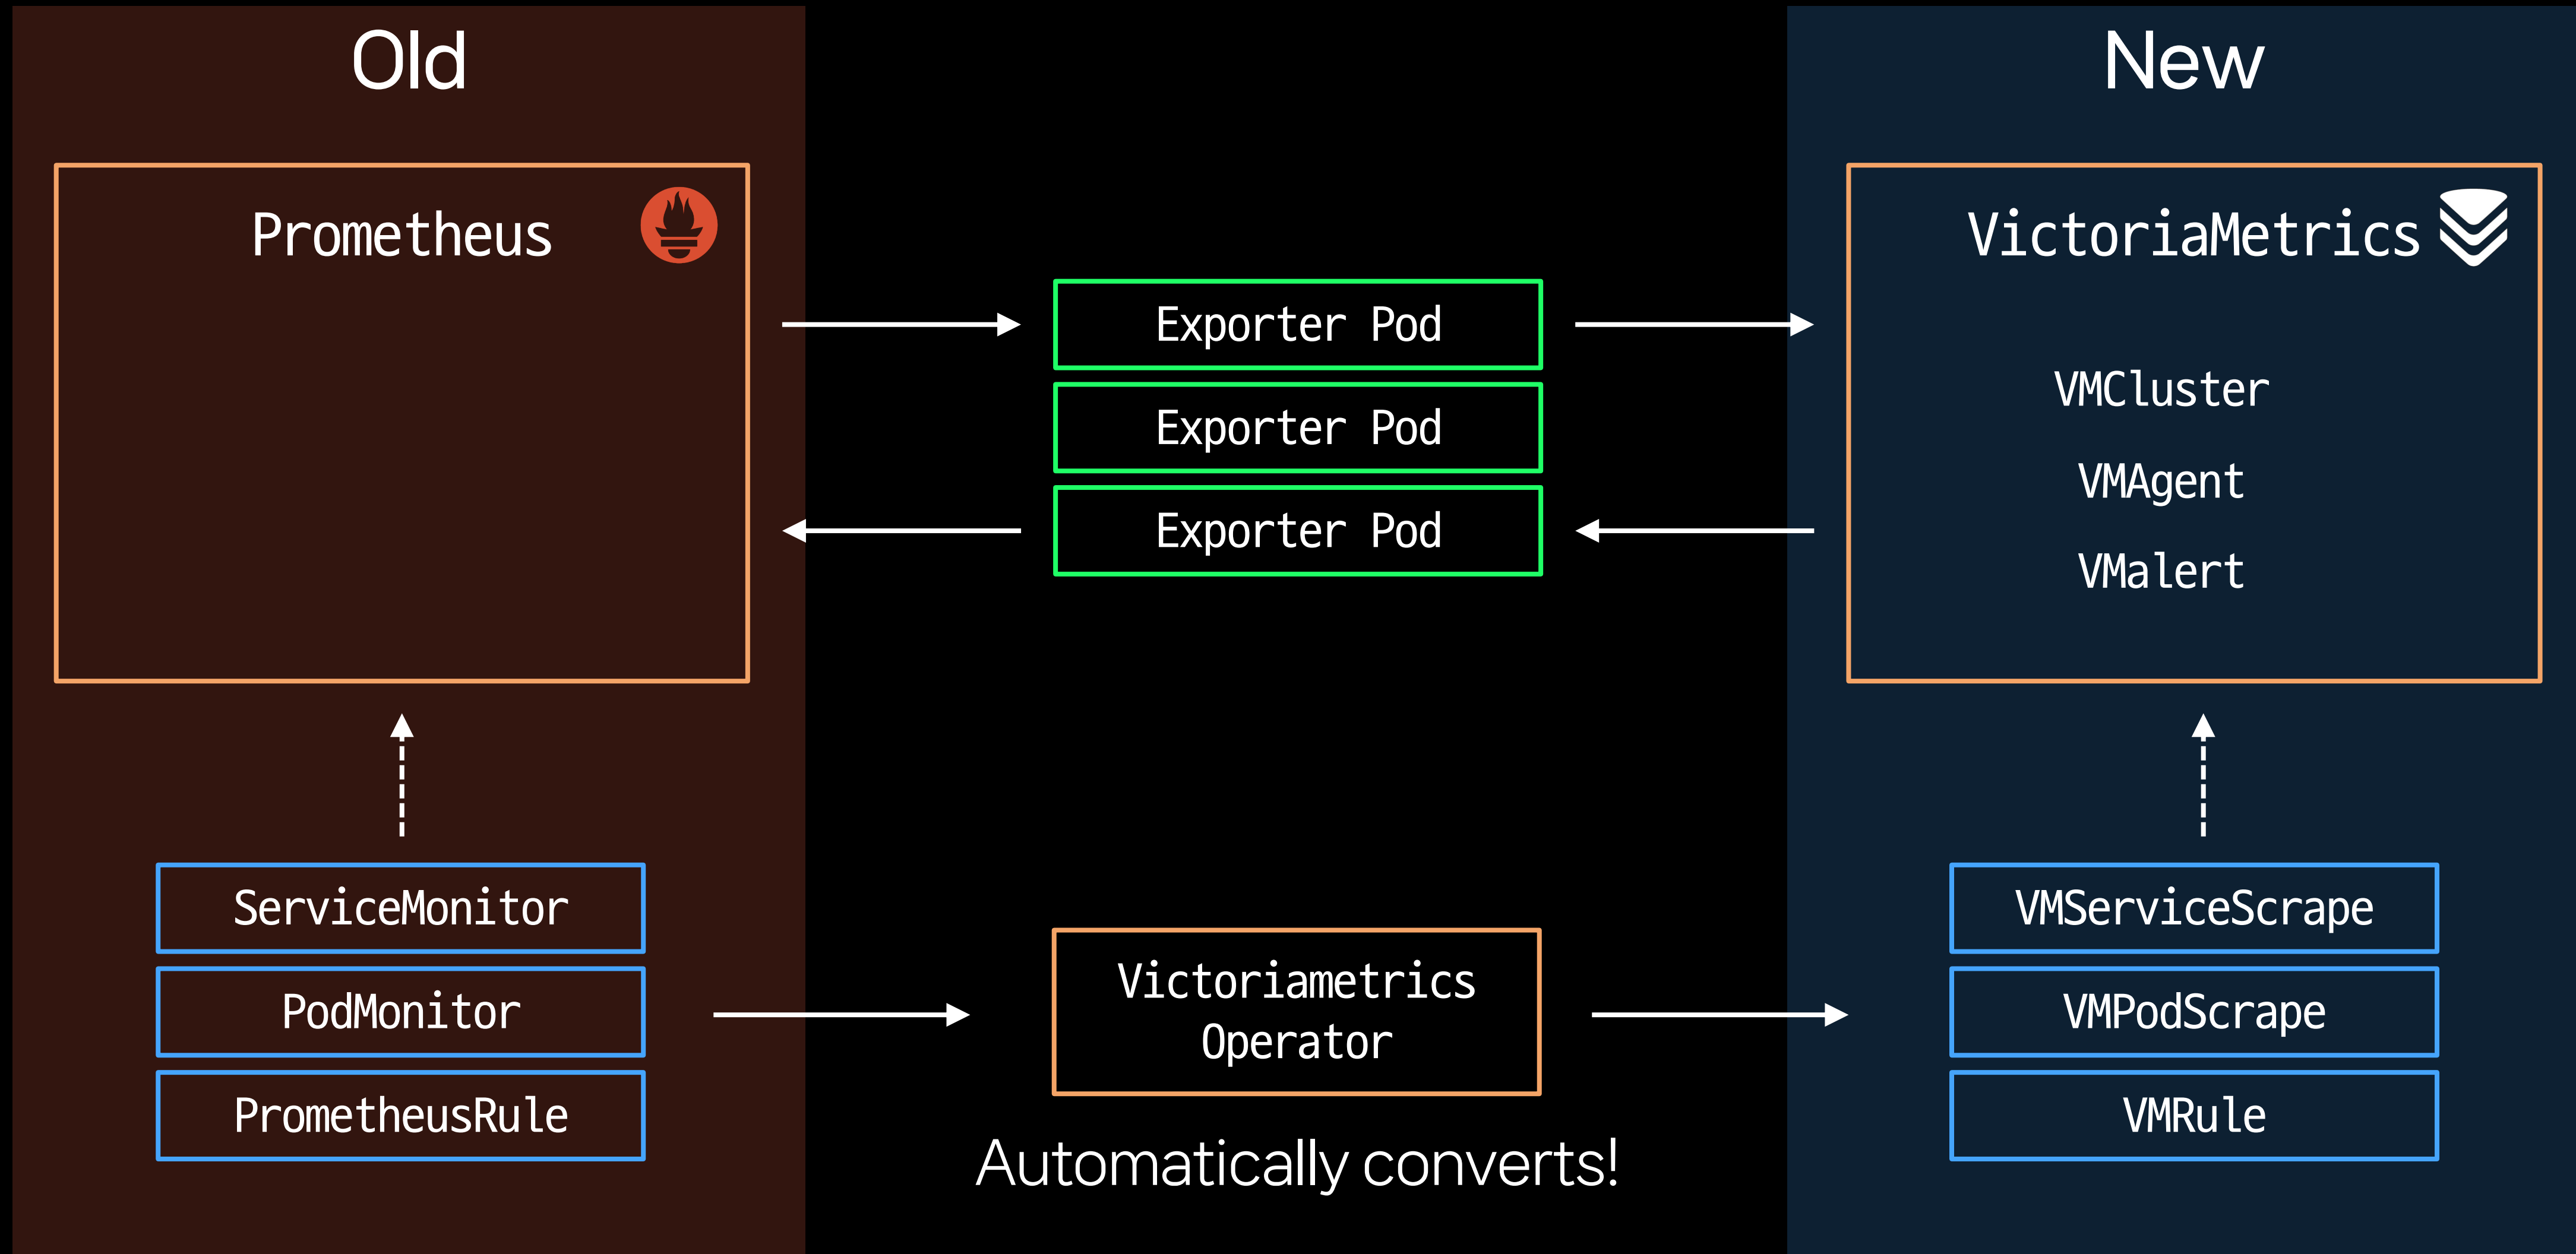 Old
New
Prometheus
VictoriaMetrics
Exporter Pod
Exporter Pod
Exporter Pod
VMCluster
VMAgent
VMalert
ServiceMonitor
PodMonitor
PrometheusRule
Victoriametrics
Operator
Automatically converts!
VMServiceScrape
VMPodScrape
VMRule